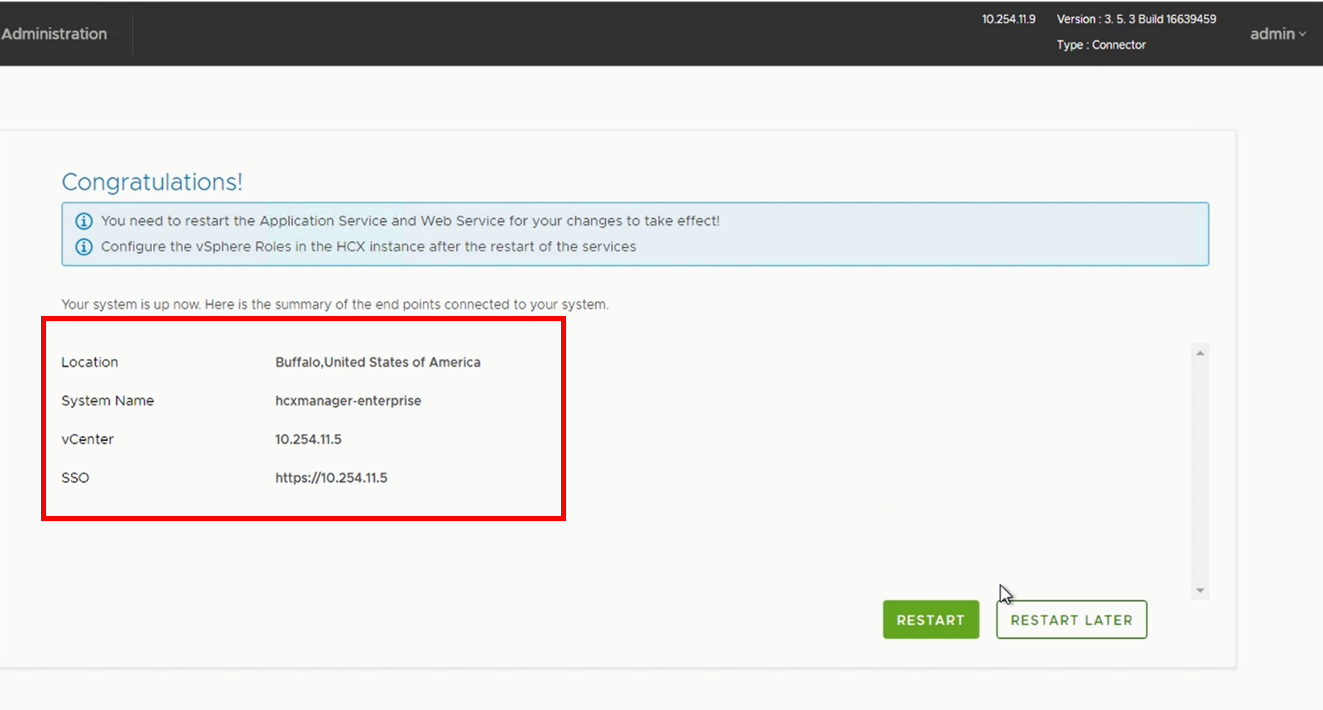 Administration
10.254.11.9
Version : 3. 5. 3 Build 16639459
Type : Connector
admin
Congratulations!
You need to restart the Application Service and Web Service for your changes to take effect!
Configure the vSphere Roles in the HCX instance after the restart of the services
Your system is up now. Here is the summary of the end points connected to your system.
Location Buffalo,United States of America
System Name hcxmanager-enterprise
vCenter 10.254.11.5
SSO https://10.254.11.5
RESTART RESTART LATER